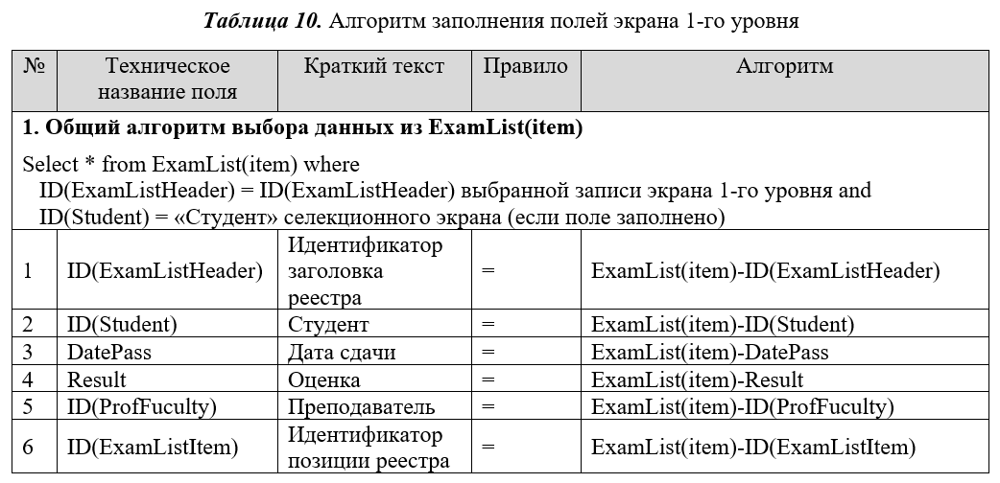 Таблица 10. Алгоритм заполнения полей экрана 1-го уровня
№ Техническое название поля Краткий текст Правило Алгоритм
1. Общий алгоритм выбора данных из ExamList(item)
Select * from ExamList(item) where
ID(ExamListHeader) = ID(ExamListHeader) выбранной записи экрана 1-го уровня and
ID(Student) = «Студент» селекционного экрана (если поле заполнено)
1 ID(ExamListHeader) Идентификатор заголовка реестра = ExamList(item)-ID(ExamListHeader)
2 ID(Student) Студент = ExamList(item)-ID(Student)
3 DatePass Дата сдачи = ExamList(item)-DatePass
4 Result Оценка = ExamList(item)-Result
5 ID(ProfFuculty) Преподаватель = ExamList(item)-ID(ProfFuculty)
6 ID(ExamListItem) Идентификатор позиции реестра = ExamList(item)-ID(ExamListItem)